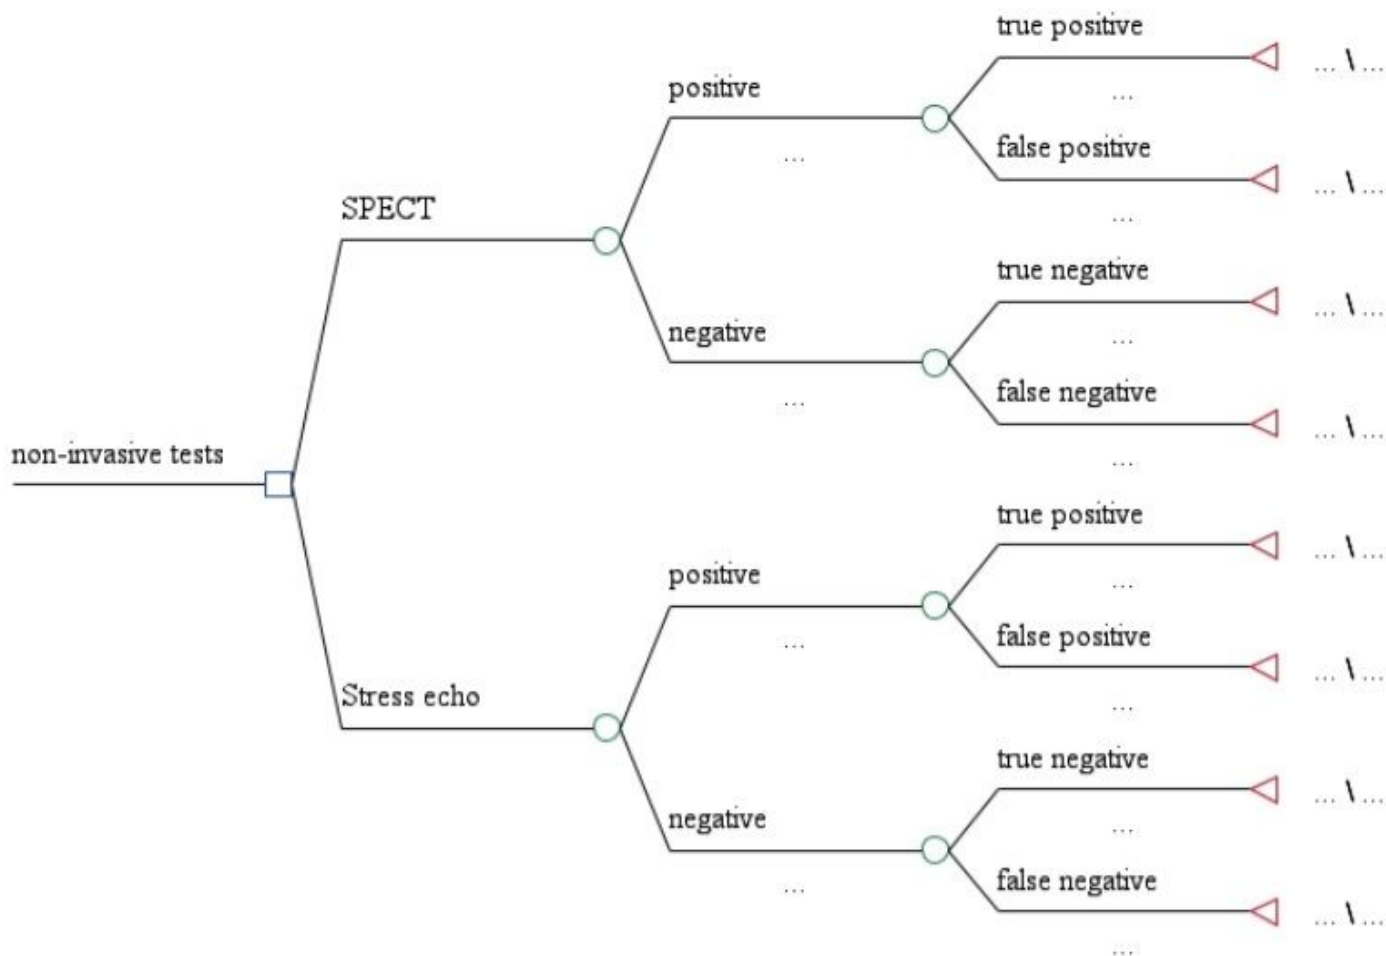 true positive
... \ ...
positive
...
false positive
... \ ...
...
SPECT
...
true negative
... \ ...
negative
...
false negative
... \ ...
...
...
non-invasive tests
true positive
... \ ...
positive
...
false positive
... \ ...
...
Stress echo
...
true negative
... \ ...
negative
...
false negative
... \ ...
...
...